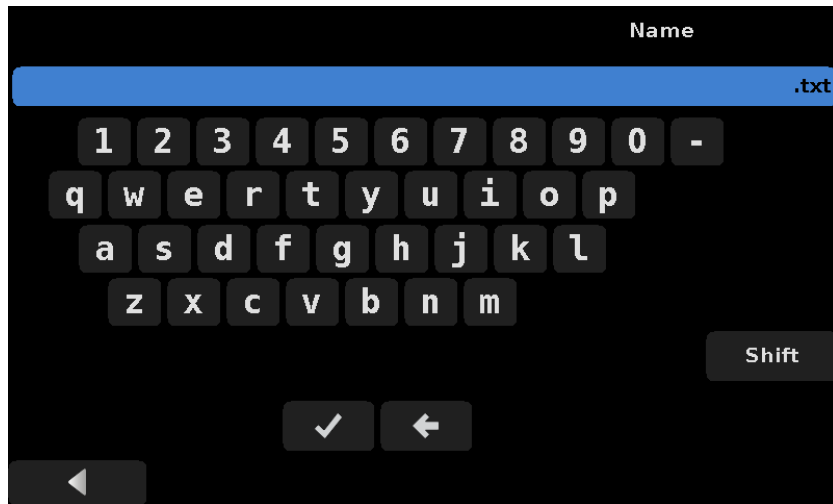 Name
.txt
1 2 3 4 5 6 7 8 9 0 -
q w e r t y u i o p
a s d f g h j k l
z x c v b n m
Shift